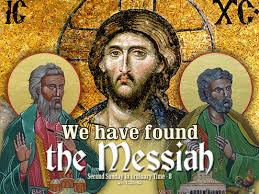 IC XC
We have found
the Messiah
Second Sunday in Ordinary Time - B